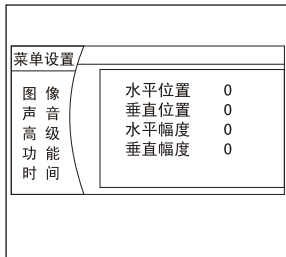 菜单设置
图 像
声 音
高 级
功 能
时 间
水平位置 0
垂直位置 0
水平幅度 0
垂直幅度 0